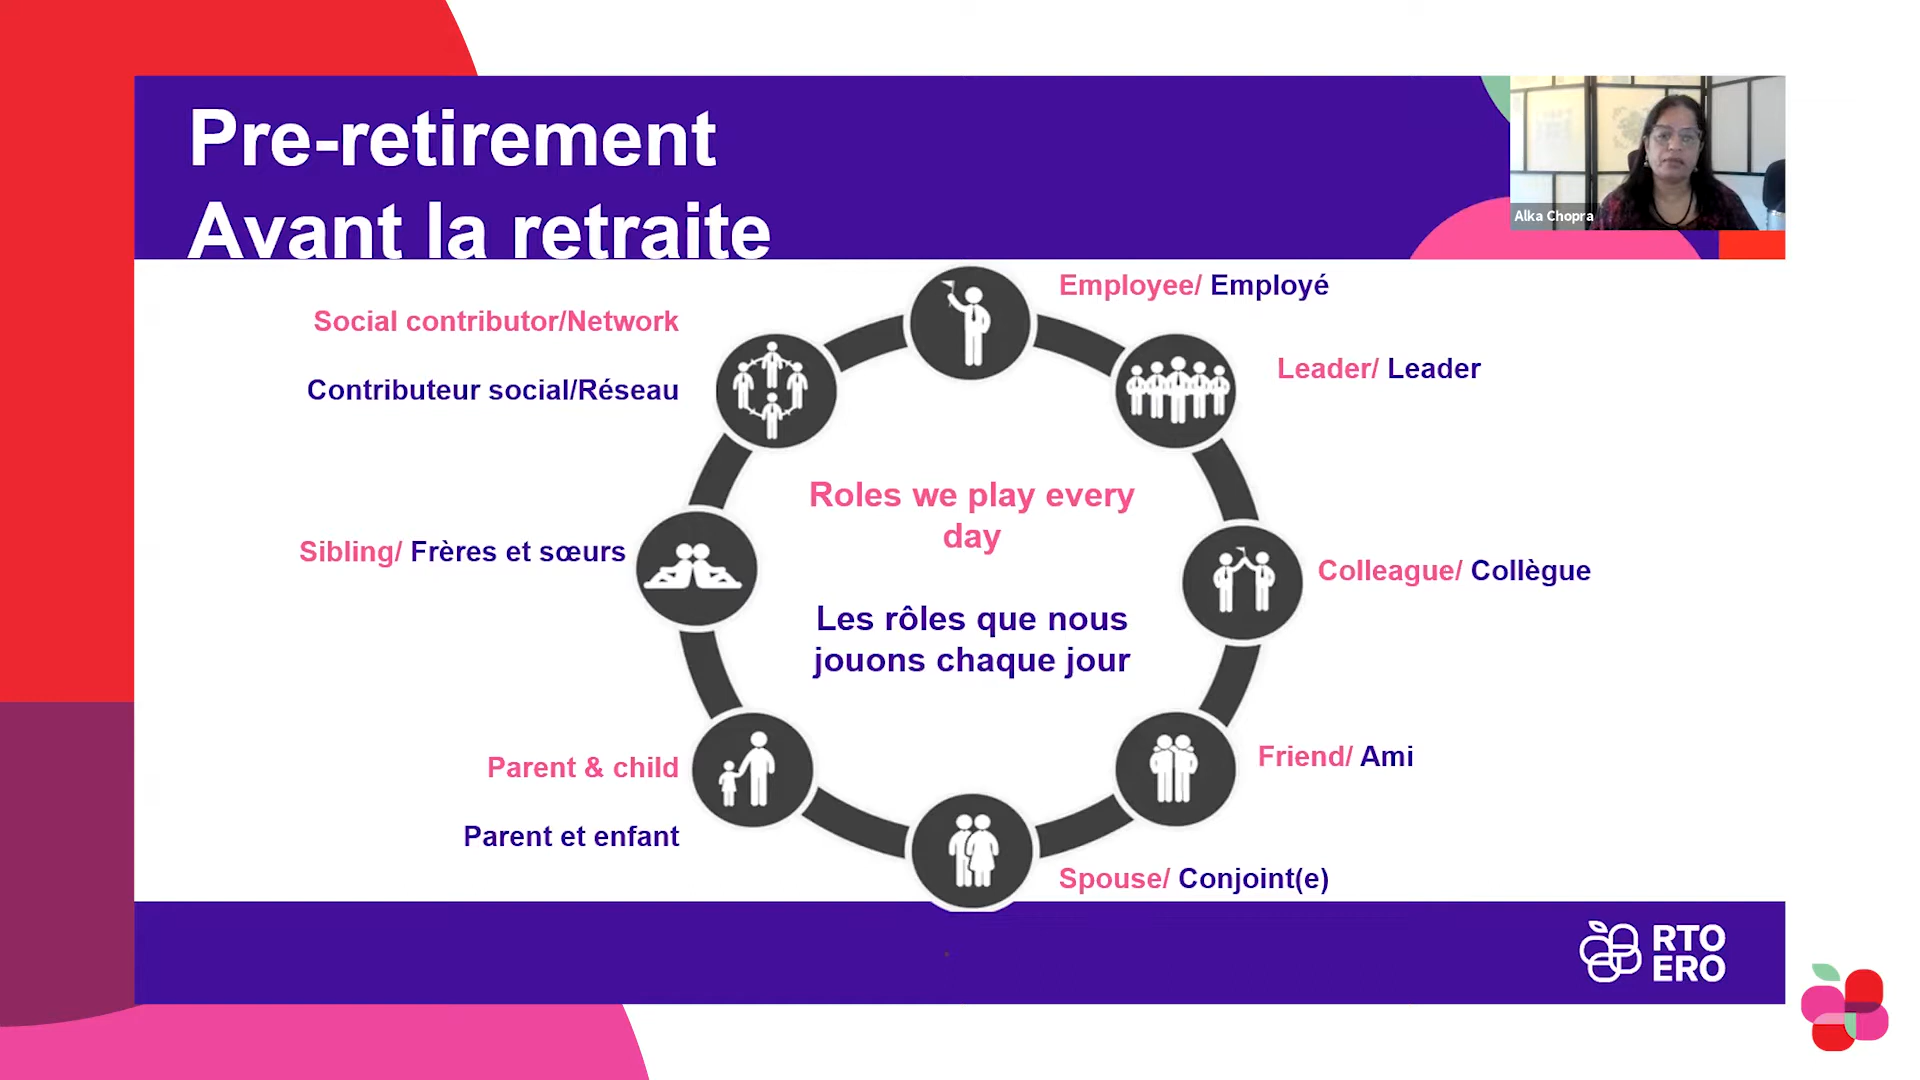 Pre-retirement
Avant la retraite
Alka Chopra
Employee/ Employé
Social contributor/Network
Leader/ Leader
Contributeur social/Réseau
Roles we play every
day
Sibling/ Frères et sœurs
Colleague/ Collègue
Les rôles que nous
jouons chaque jour
Friend/ Ami
Parent & child
Parent et enfant
Spouse/ Conjoint(e)
RTO
ERO